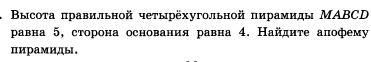 . Высота правильной четырёхугольной пирамиды MABCD
равна 5, сторона основания равна 4. Найдите апофему
пирамиды.